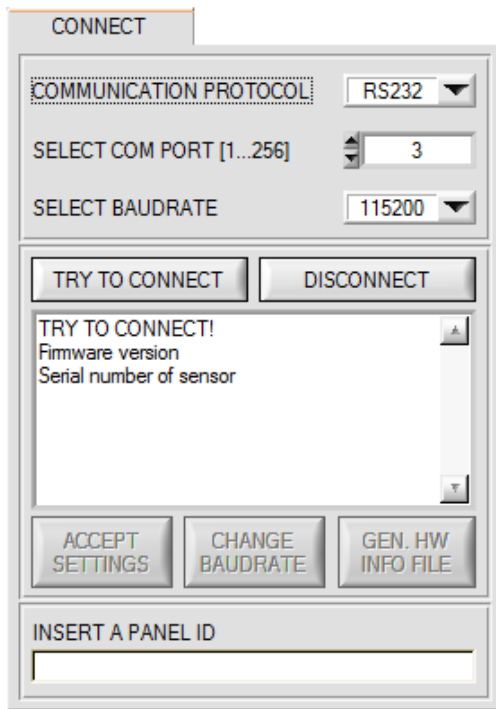 CONNECT
COMMUNICATION PROTOCOL RS232
SELECT COM PORT [1...256] 3
SELECT BAUDRATE 115200
TRY TO CONNECT DISCONNECT
TRY TO CONNECT!
Firmware version
Serial number of sensor
ACCEPT SETTINGS
CHANGE BAUDRATE
GEN. HW INFO FILE
INSERT A PANEL ID